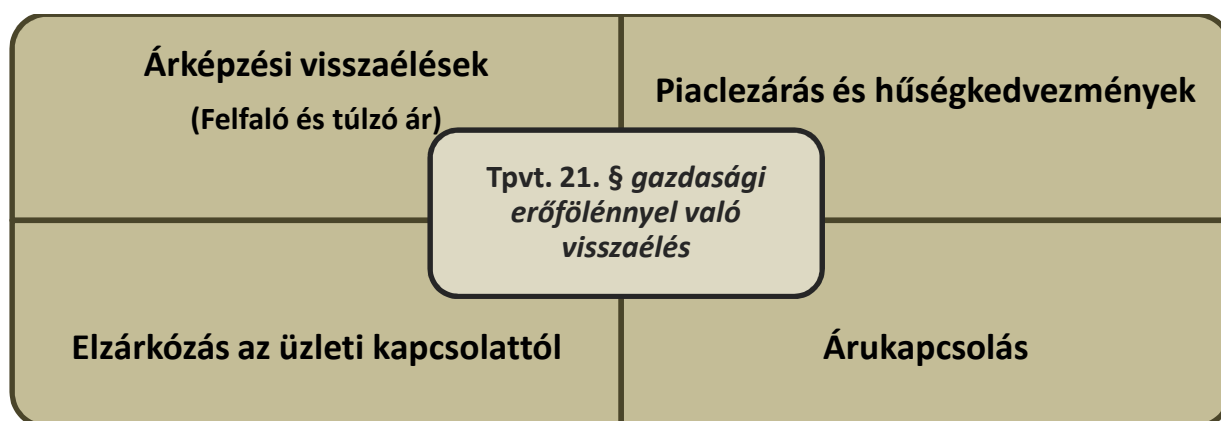 Árképzési visszaélések
(Felfaló és túlzó ár)
Piaclezárás és hűségkedvezmények
Tpvt. 21. § gazdasági
erőfölénnyel való
visszaélés
Elzárkózás az üzleti kapcsolattól
Árukapcsolás